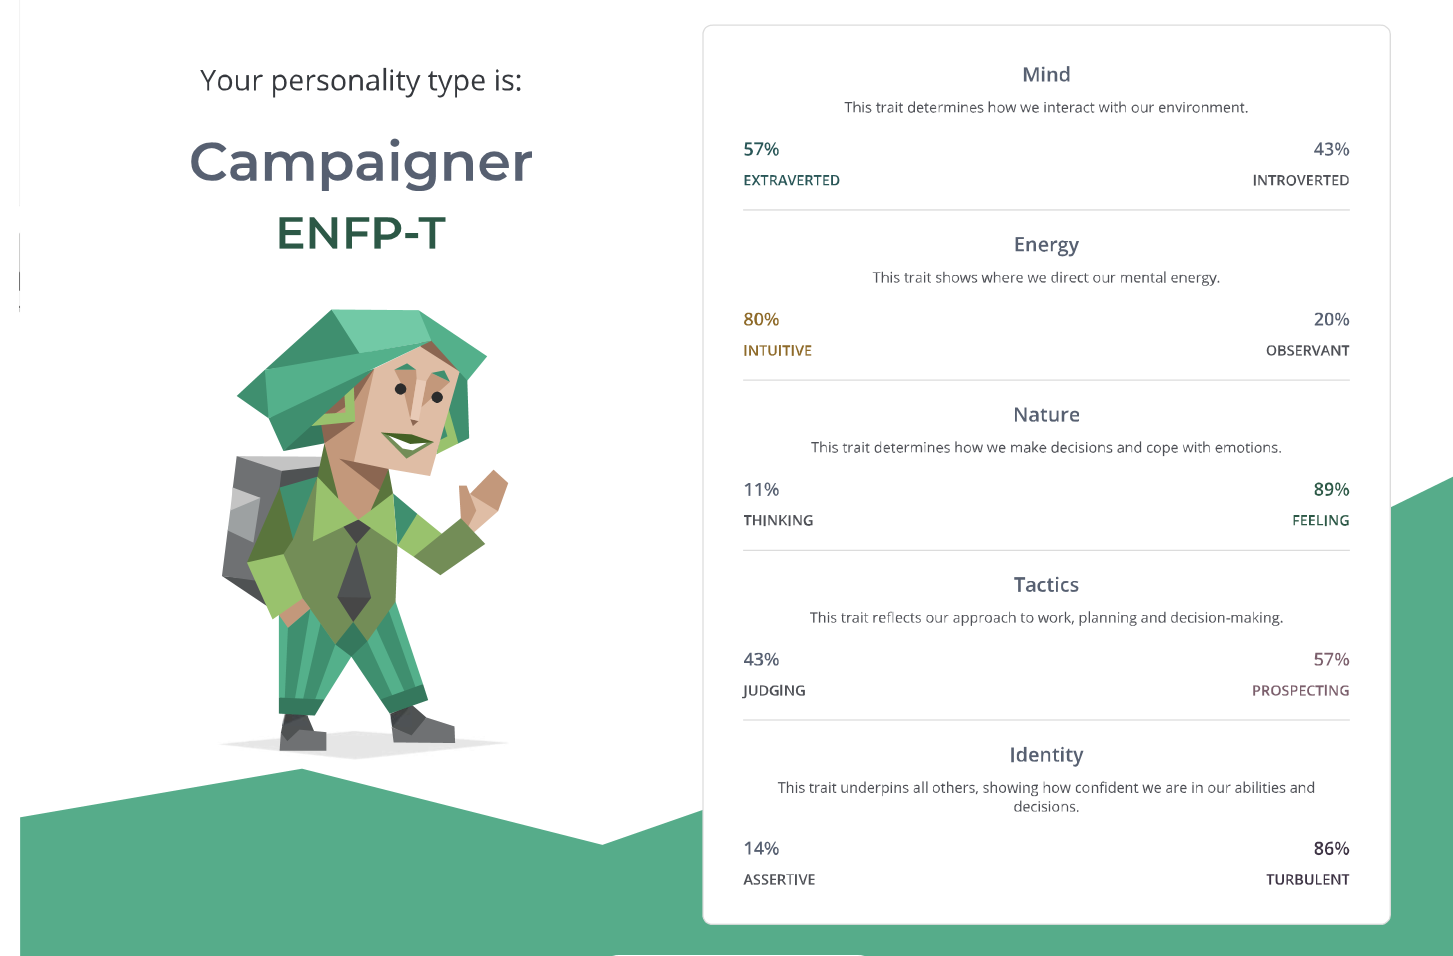 Your personality type is:
Campaigner
ENFP-T
Mind
This trait determines how we interact with our environment.
57% 43%
EXTRAVERTED INTROVERTED
Energy
This trait shows where we direct our mental energy.
80% 20%
INTUITIVE OBSERVANT
Nature
This trait determines how we make decisions and cope with emotions.
11% 89%
THINKING FEELING
Tactics
This trait reflects our approach to work, planning and decision-making.
43% 57%
JUDGING PROSPECTING
Identity
This trait underpins all others, showing how confident we are in our abilities and
decisions.
14% 86%
ASSERTIVE TURBULENT